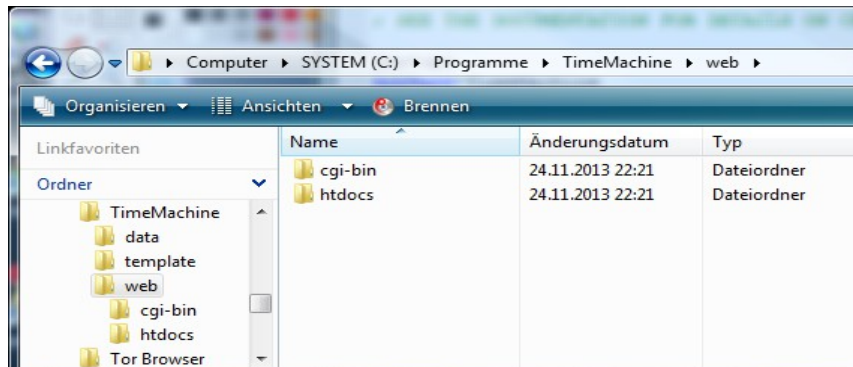 Computer ▸ SYSTEM (C:) ▸ Programme ▸ TimeMachine ▸ web ▸
Organisieren Ansichten Brennen
Linkfavoriten
Ordner
TimeMachine
data
template
web
cgi-bin
htdocs
Tor Browser
Name Änderungsdatum Typ
cgi-bin 24.11.2013 22:21 Dateiordner
htdocs 24.11.2013 22:21 Dateiordner